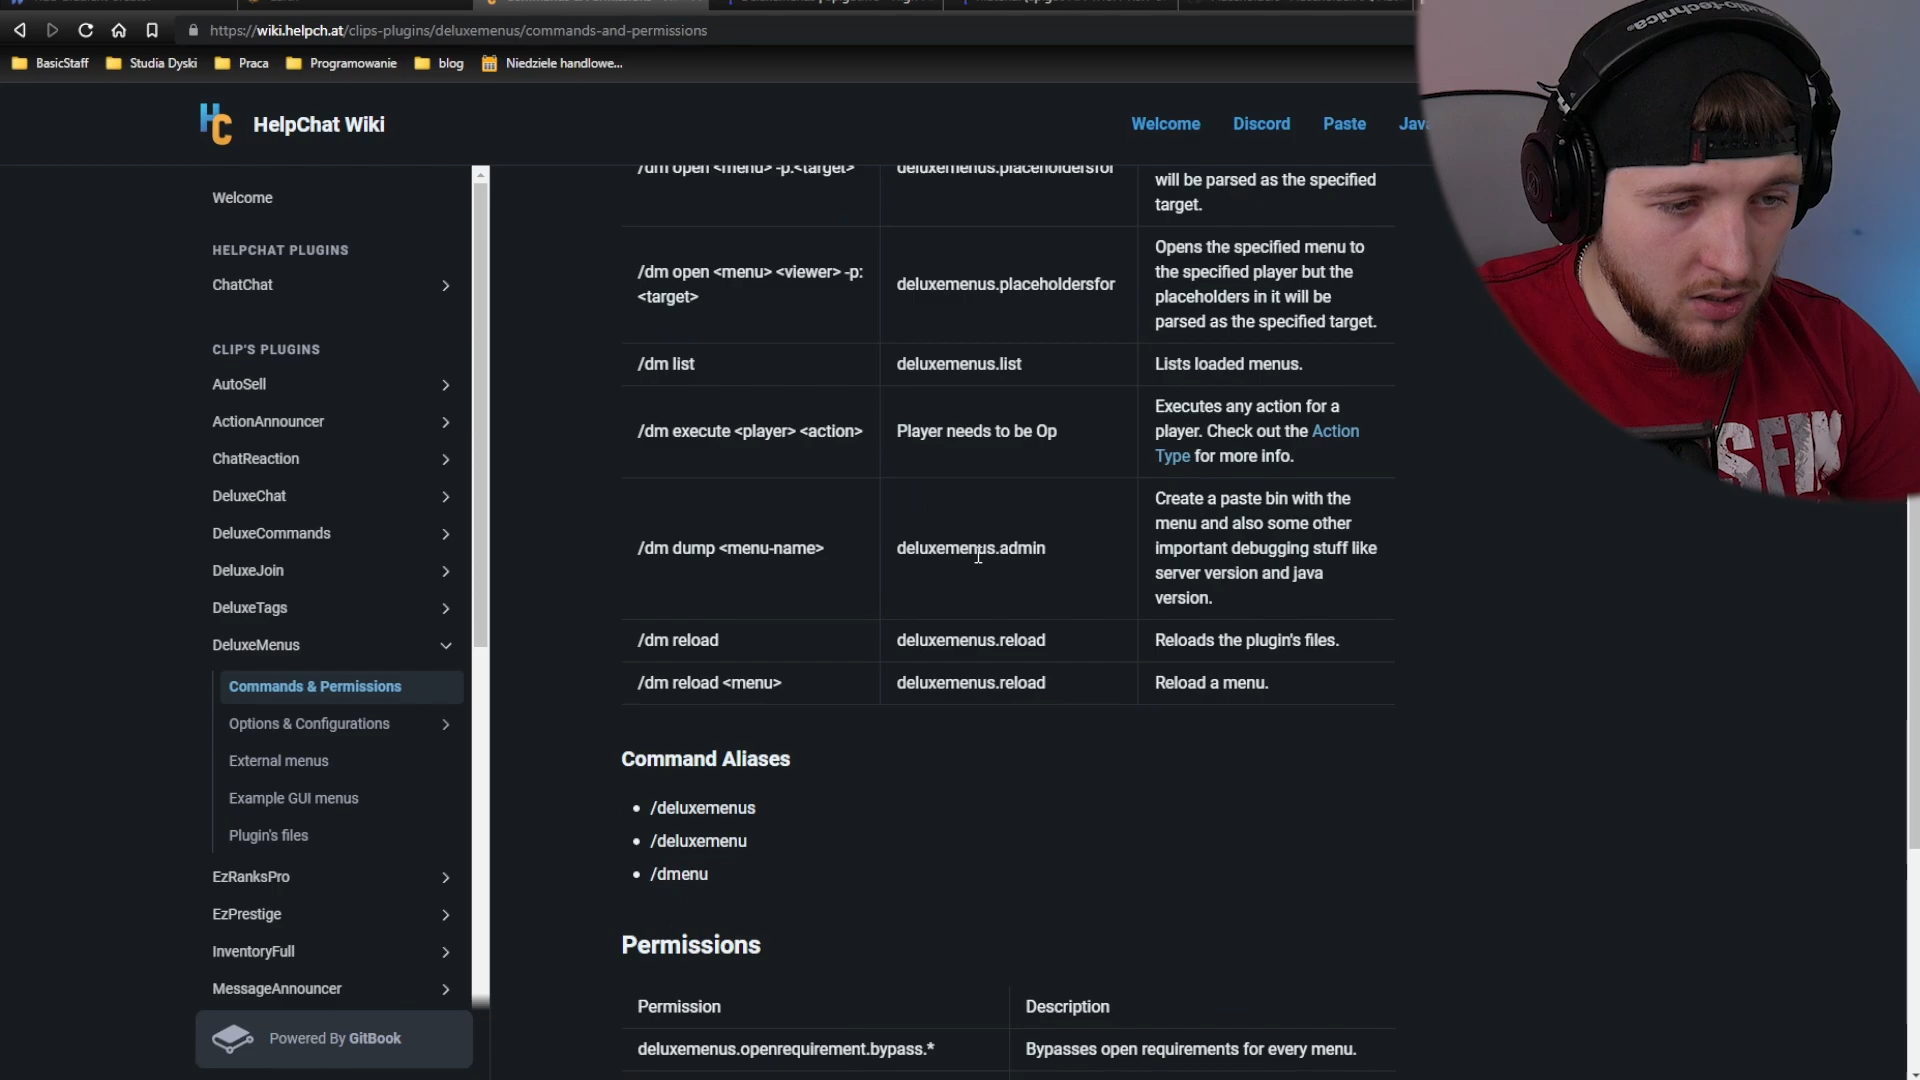 https://wiki.helpch.at/clips-plugins/deluxemenus/commands-and-permissions
BasicStaff
Studia Dyski
Praca
Programowanie
blog
Niedziele handlowe...
audio-technica
HelpChat Wiki
Welcome
Discord
Paste
Java
Welcome
HELPCHAT PLUGINS
ChatChat
CLIP'S PLUGINS
AutoSell
ActionAnnouncer
ChatReaction
DeluxeChat
DeluxeCommands
DeluxeJoin
DeluxeTags
DeluxeMenus
Commands & Permissions
Options & Configurations
External menus
Example GUI menus
Plugin's files
EzRanksPro
EzPrestige
InventoryFull
MessageAnnouncer
Powered By GitBook
/dm open <menu> -p:<target>
deluxemenus.placeholdersfor
will be parsed as the specified
target.
/dm open <menu> <viewer> -p:
<target>
deluxemenus.placeholdersfor
Opens the specified menu to
the specified player but the
placeholders in it will be
parsed as the specified target.
/dm list
deluxemenus.list
Lists loaded menus.
/dm execute <player> <action>
Player needs to be Op
Executes any action for a
player. Check out the Action
Type for more info.
/dm dump <menu-name>
deluxemenus.admin
Create a paste bin with the
menu and also some other
important debugging stuff like
server version and java
version.
/dm reload
deluxemenus.reload
Reloads the plugin's files.
/dm reload <menu>
deluxemenus.reload
Reload a menu.
Command Aliases
/deluxemenus
/deluxemenu
/dmenu
Permissions
Permission
Description
deluxemenus.openrequirement.bypass.*
Bypasses open requirements for every menu.